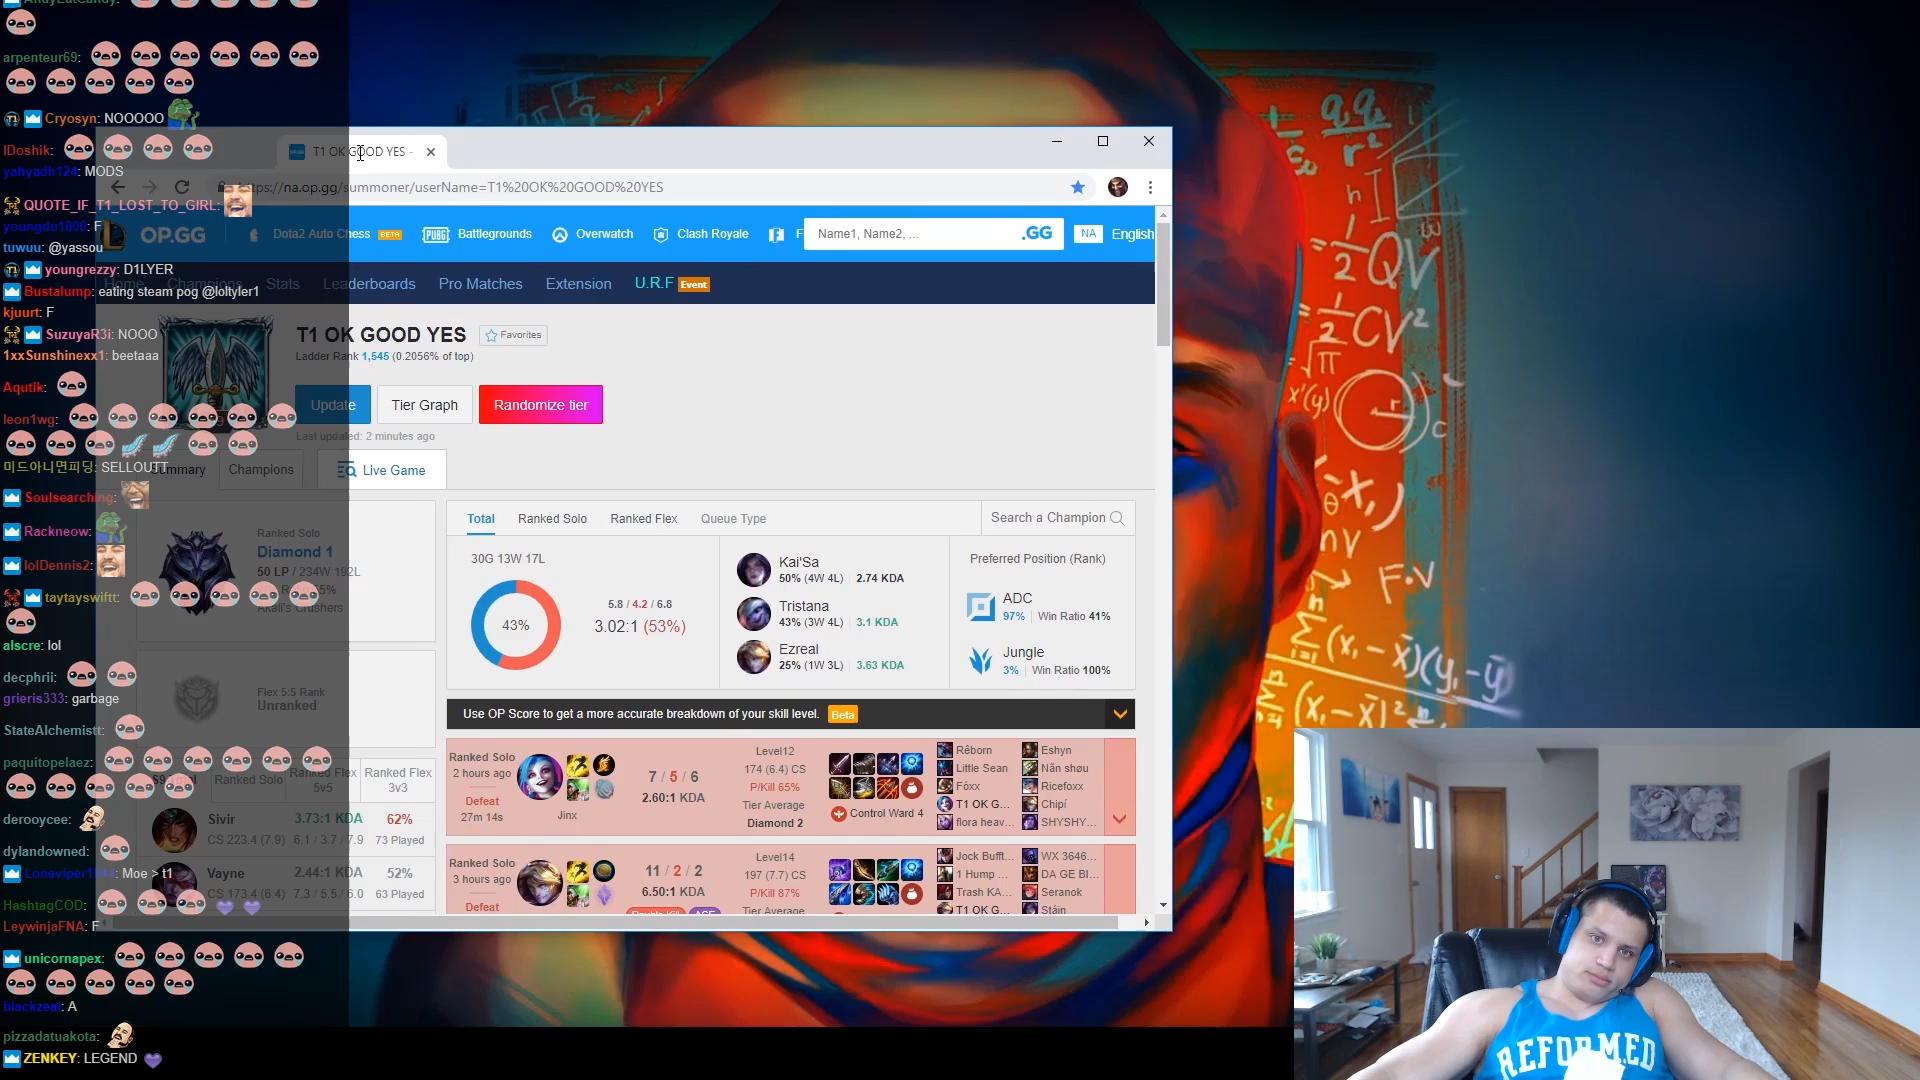 AndyEatCandy:
arpenteur69:
Cryosyn: NOOOOO
IDoshik:
yahyadh124: MODS
QUOTE_IF_T1_LOST_TO_GIRL:
youngdu1600: F
tuwuu: @yassou
youngrezzy: D1LYER
Bustalump: eating steam pog @loltyler1
kjuurt: F
SuzuyaR3i: NOOO
1xxSunshinexx1: beetaaa
Aqutik:
leon1wg:
미드아니면피딩: SELLOUTT
Soulsearching:
Rackneow:
lolDennis2:
taytayswiftt:
alscre: lol
decphrii:
grieris333: garbage
StateAlchemistt:
paquitopelaez:
derooycee:
dylandowned:
Moe > t1
HashtagCOD:
LeywinjaFNA: F
unicornapex:
blackzeal: A
pizzadatuakota:
ZENKEY: LEGEND
T1 OK GOOD YES -
https://na.op.gg/summoner/userName=T1%20OK%20GOOD%20YES
OP.GG
Dota2 Auto Chess BETA
PUBG Battlegrounds
Overwatch
Clash Royale
F
Name1, Name2, ...
.GG
NA English
Home Champions Stats Leaderboards Pro Matches Extension U.R.F Event
T1 OK GOOD YES
Favorites
Ladder Rank 1,545 (0.2056% of top)
Update
Tier Graph
Randomize tier
Last updated: 2 minutes ago
Summary
Champions
Live Game
Ranked Solo
Diamond 1
50 LP / 234W 192L
Akali's Crushers
Flex 5:5 Rank
Unranked
Ranked Solo
Ranked Flex
5v5
Ranked Flex
3v3
Sivir
CS 223.4 (7.9)
3.73:1 KDA
6.1 / 3.7 / 7.9
62%
73 Played
Vayne
CS 173.4 (6.4)
2.44:1 KDA
7.3 / 5.5 / 6.0
52%
63 Played
Total
Ranked Solo
Ranked Flex
Queue Type
Search a Champion
30G 13W 17L
43%
5.8 / 4.2 / 6.8
3.02:1 (53%)
Kai'Sa
50% (4W 4L) 2.74 KDA
Tristana
43% (3W 4L) 3.1 KDA
Ezreal
25% (1W 3L) 3.63 KDA
Preferred Position (Rank)
ADC
97% Win Ratio 41%
Jungle
3% Win Ratio 100%
Use OP Score to get a more accurate breakdown of your skill level. Beta
Ranked Solo
2 hours ago
Defeat
27m 14s
Jinx
7 / 5 / 6
2.60:1 KDA
Level12
174 (6.4) CS
P/Kill 65%
Tier Average
Diamond 2
Control Ward 4
Rêborn
Little Sean
Fóxx
T1 OK G...
flora heav...
Eshyn
Nãn shøu
Ricefoxx
Chipí
SHYSHY...
Ranked Solo
3 hours ago
Defeat
11 / 2 / 2
6.50:1 KDA
Double Kill
ACE
Level14
197 (7.7) CS
P/Kill 87%
Tier Average
Jock Bufft...
1 Hump ...
Trash KA...
T1 OK G...
WX 3646...
DA GE BI...
Seranok
Stáin
REFORMED